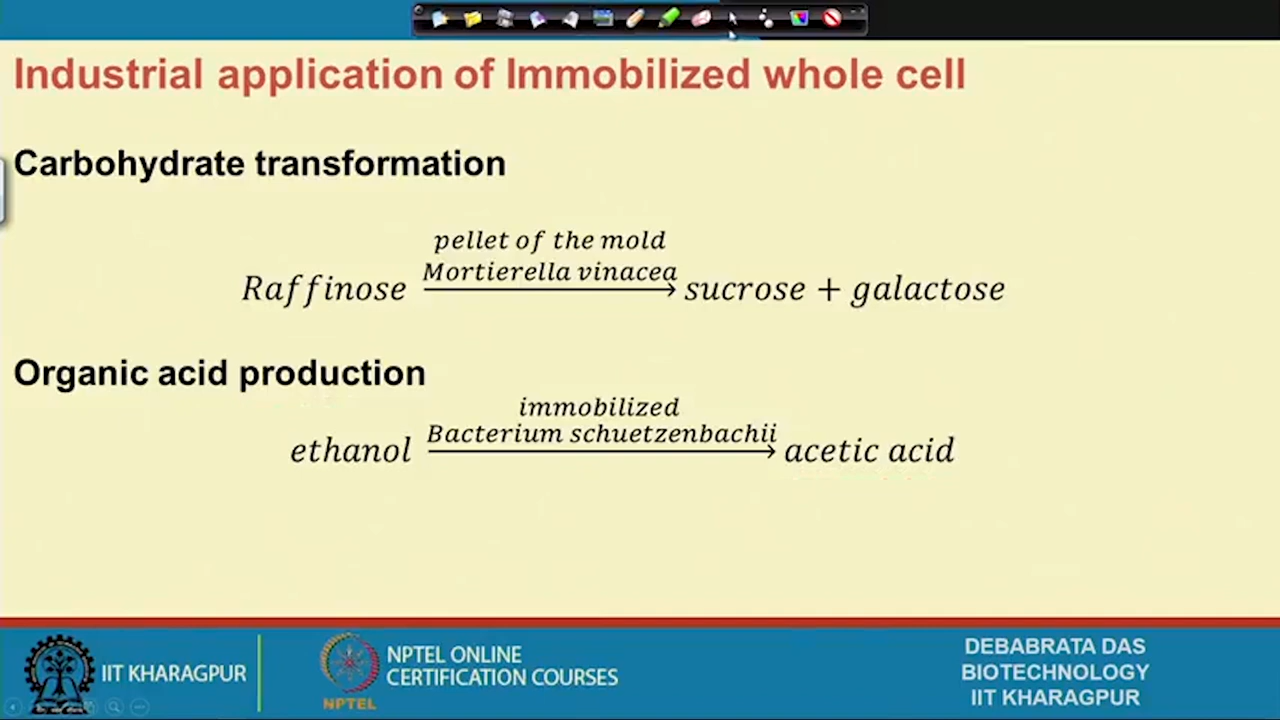 Industrial application of Immobilized whole cell
Carbohydrate transformation
pellet of the mold
Mortierella vinacea
Raffinose → sucrose + galactose
Organic acid production
immobilized
Bacterium schuetzenbachii
ethanol → acetic acid
IIT KHARAGPUR
NPTEL
NPTEL ONLINE
CERTIFICATION COURSES
DEBABRATA DAS
BIOTECHNOLOGY
IIT KHARAGPUR